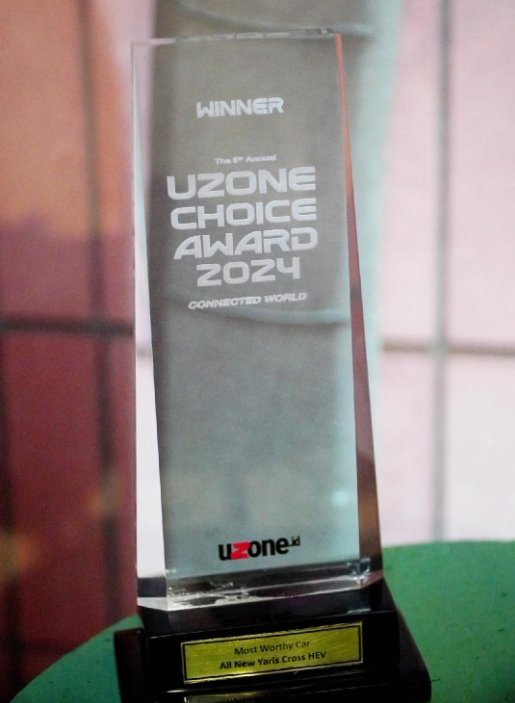 WINNER
The 6th Annual
UZONE
CHOICE
AWARD
2024
CONNECTED WORLD
uzone.id
Most Worthy Car
All New Yaris Cross HEV